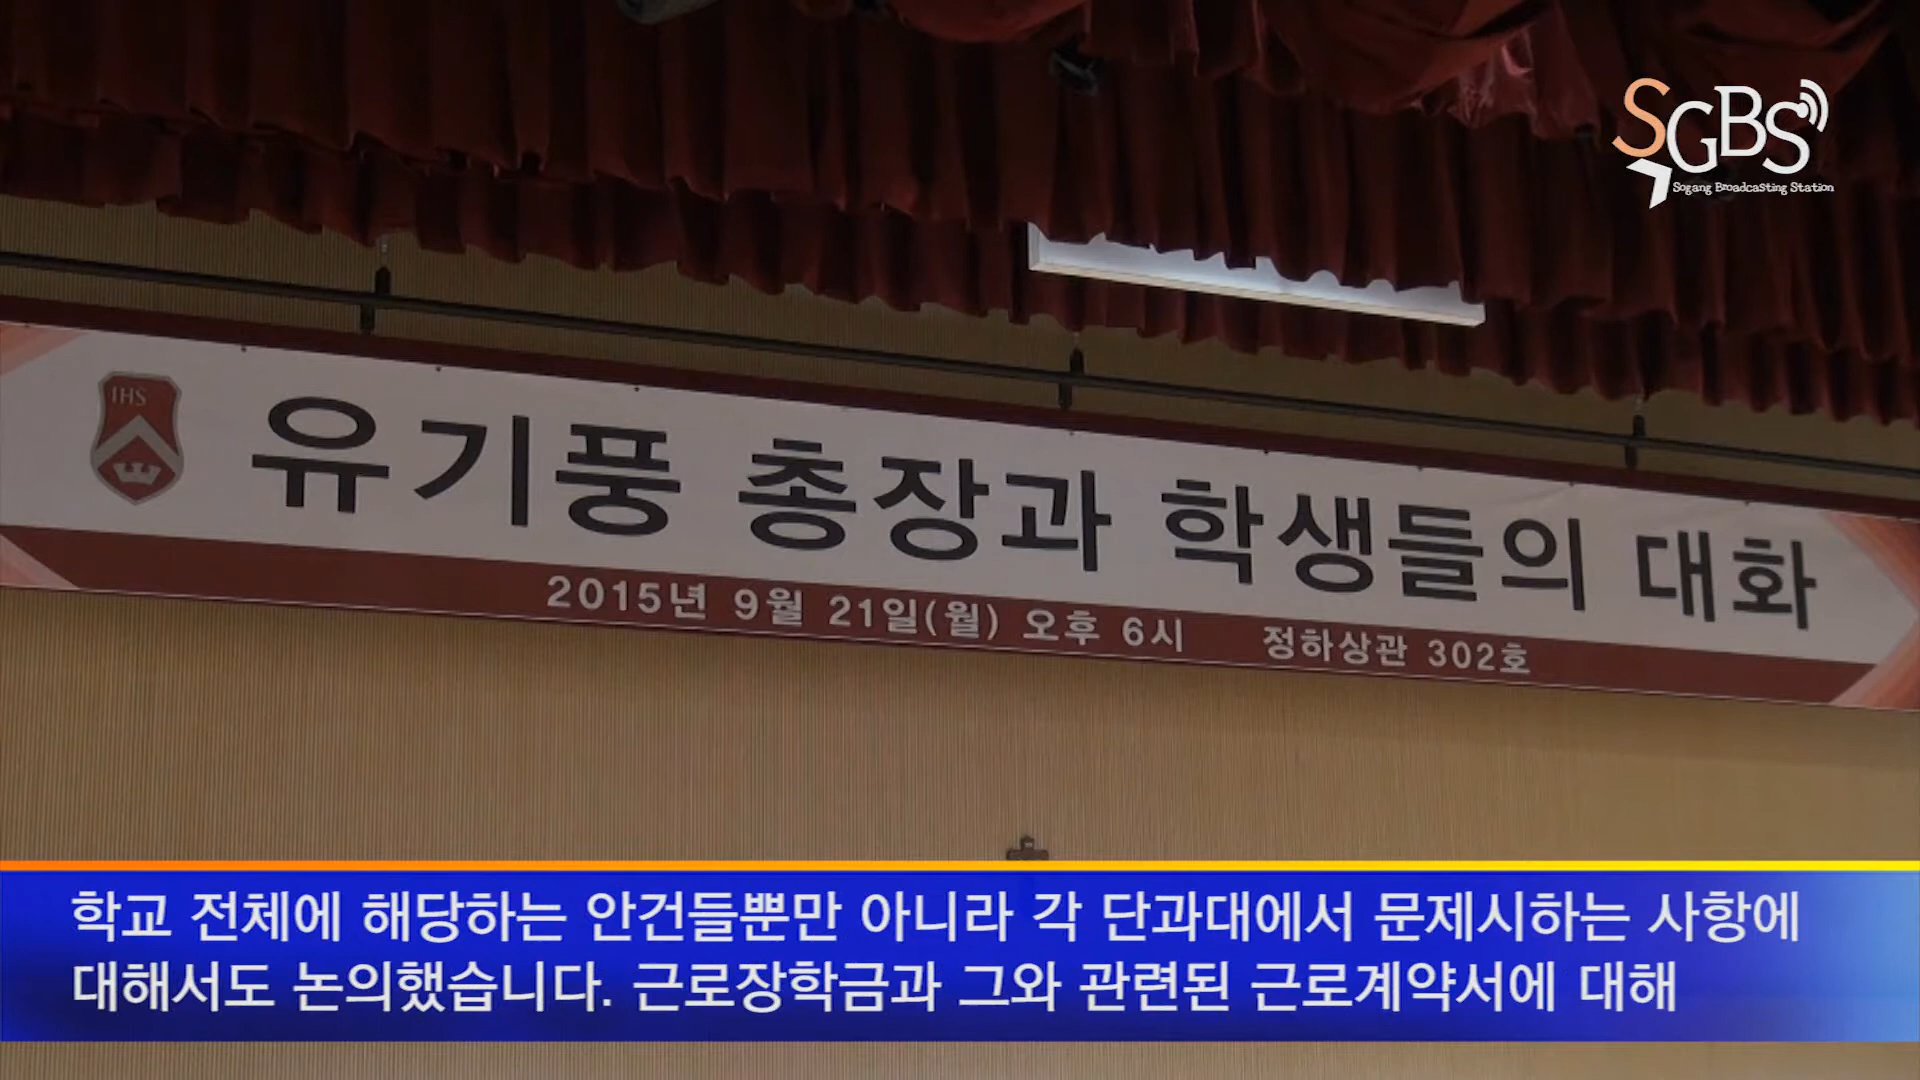 SGBS
Sogang Broadcasting Station
IHS
유기풍 총장과 학생들의 대화
2015년 9월 21일(월) 오후 6시 정하상관 302호
학교 전체에 해당하는 안건들뿐만 아니라 각 단과대에서 문제시하는 사항에
대해서도 논의했습니다. 근로장학금과 그와 관련된 근로계약서에 대해